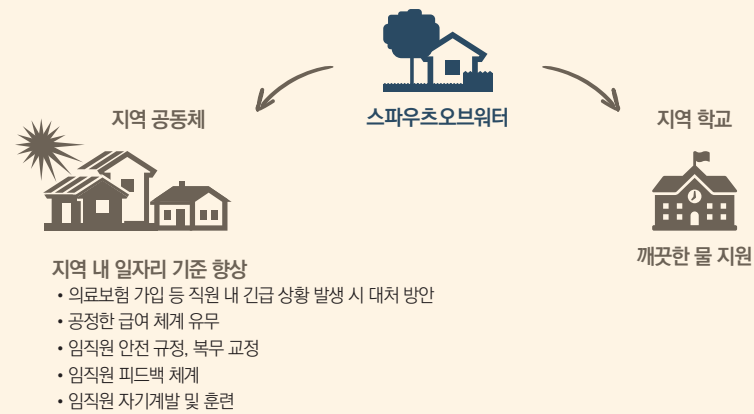 스파우츠오브워터
지역 공동체
지역 학교
깨끗한 물 지원
지역 내 일자리 기준 향상
• 의료보험 가입 등 직원 내 긴급 상황 발생 시 대처 방안
• 공정한 급여 체계 유무
• 임직원 안전 규정, 복무 교정
• 임직원 피드백 체계
• 임직원 자기계발 및 훈련